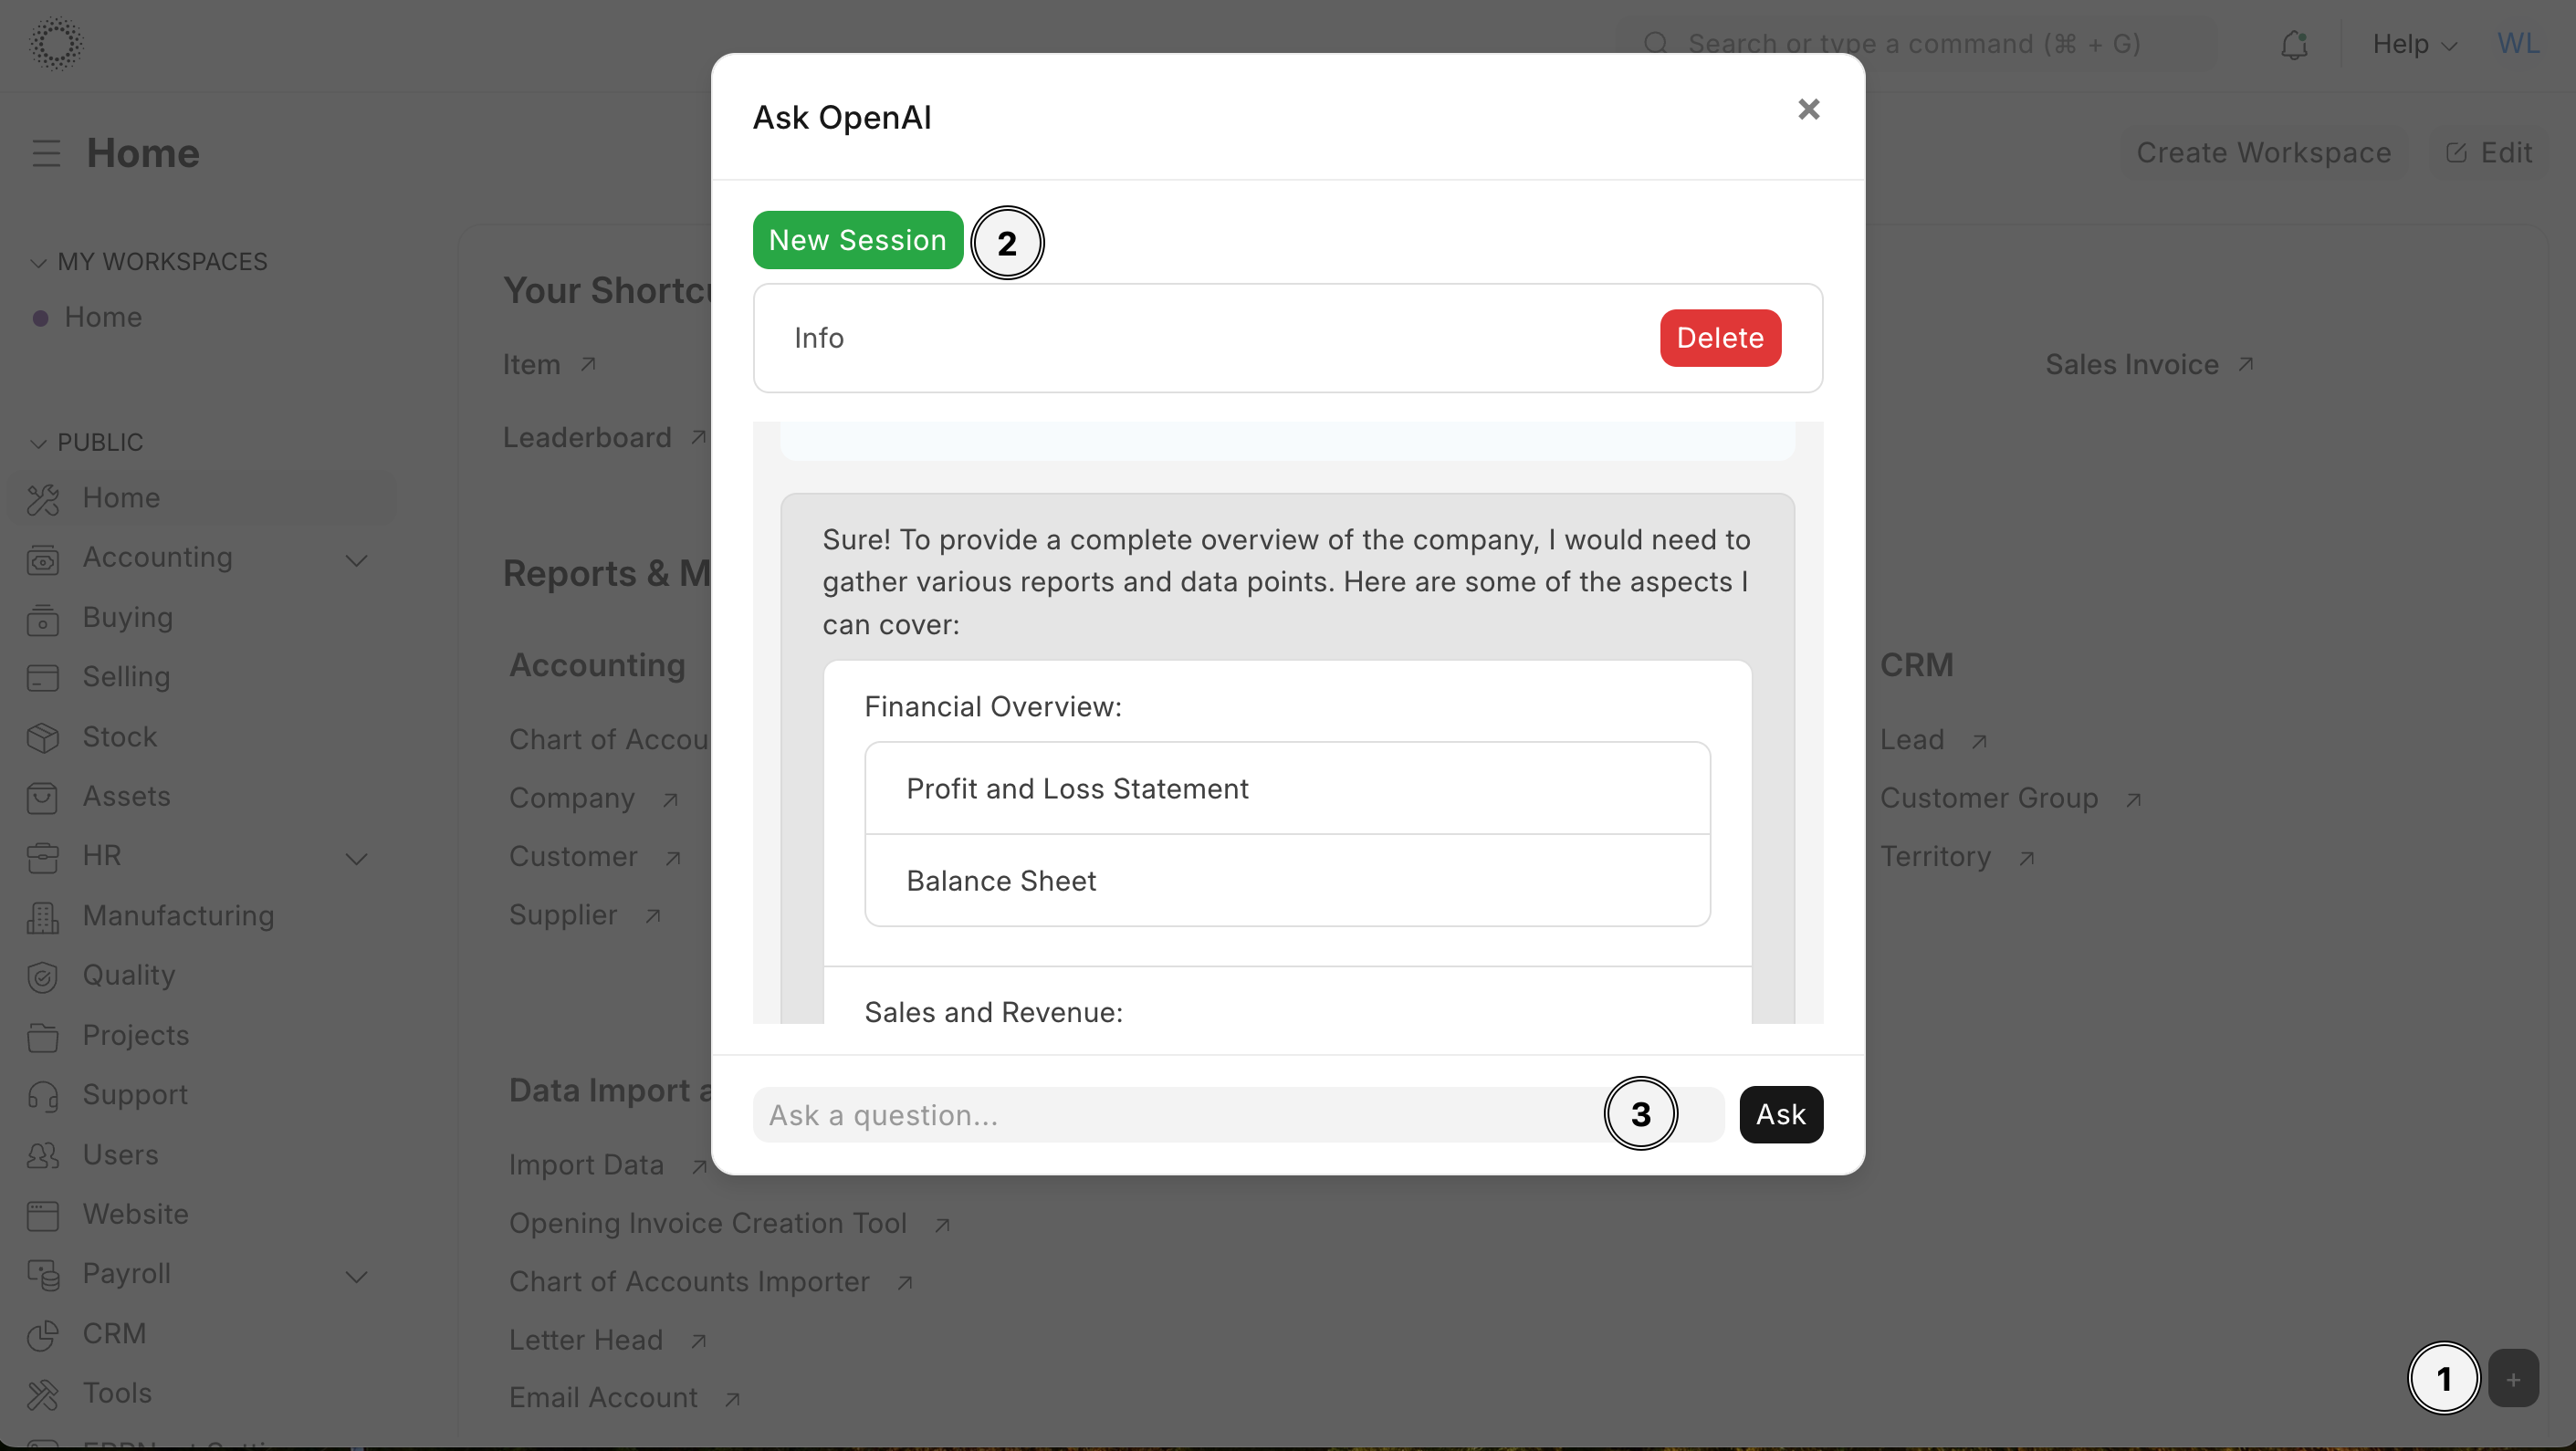 Search or type a command (⌘ + G)
Help
WL
Home
Create Workspace
Edit
MY WORKSPACES
Home
PUBLIC
Home
Accounting
Buying
Selling
Stock
Assets
HR
Manufacturing
Quality
Projects
Support
Users
Website
Payroll
CRM
Tools
Your Shortcu
Item
Sales Invoice
Leaderboard
Reports & M
Accounting
Chart of Accou
Company
Customer
Supplier
CRM
Lead
Customer Group
Territory
Data Import a
Import Data
Opening Invoice Creation Tool
Chart of Accounts Importer
Letter Head
Email Account
Ask OpenAI
New Session
2
Info
Delete
Sure! To provide a complete overview of the company, I would need to
gather various reports and data points. Here are some of the aspects I
can cover:
Financial Overview:
Profit and Loss Statement
Balance Sheet
Sales and Revenue:
Ask a question...
3
Ask
1
+